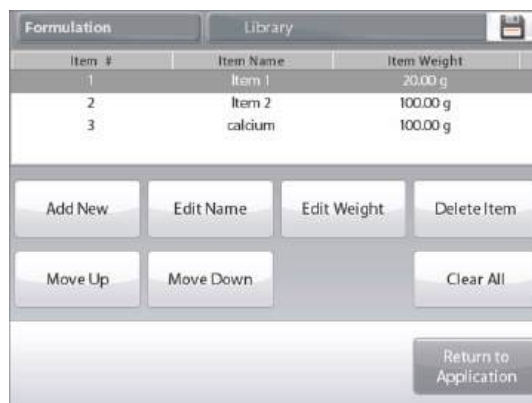 Formulation Library
Item # Item Name Item Weight
1 Item 1 20.00 g
2 Item 2 100.00 g
3 calcium 100.00 g
Add New Edit Name Edit Weight Delete Item
Move Up Move Down Clear All
Return to
Application